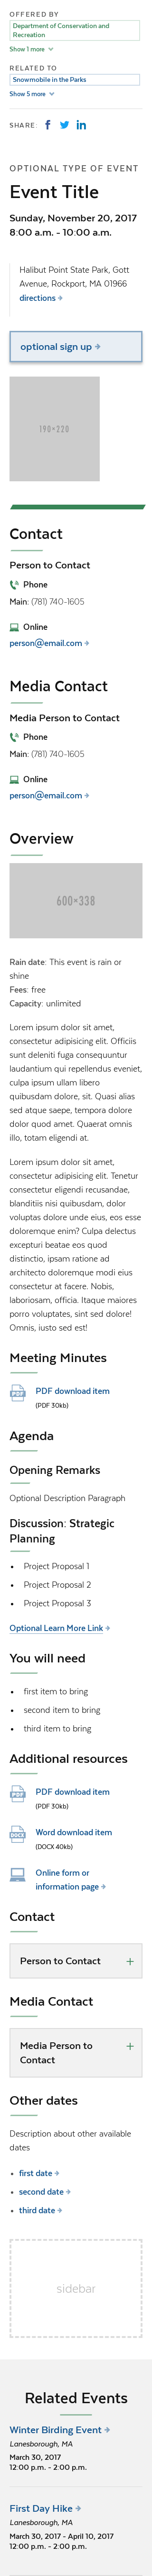 OFFERED BY
Department of Conservation and
Recreation
Show 1 more
RELATED TO
Snowmobile in the Parks
Show 5 more
SHARE:
OPTIONAL TYPE OF EVENT
Event Title
Sunday, November 20, 2017
8:00 a.m. - 10:00 a.m.
Halibut Point State Park, Gott
Avenue, Rockport, MA 01966
directions
optional sign up
190×220
Contact
Person to Contact
Phone
Main: (781) 740-1605
Online
person@email.com
Media Contact
Media Person to Contact
Phone
Main: (781) 740-1605
Online
person@email.com
Overview
600×338
Rain date: This event is rain or
shine
Fees: free
Capacity: unlimited
Lorem ipsum dolor sit amet,
consectetur adipisicing elit. Officiis
sunt deleniti fuga consequuntur
laudantium qui repellendus eveniet,
culpa ipsum ullam libero
quibusdam dolore, sit. Quasi alias
sed atque saepe, tempora dolore
dolor amet quos. Quaerat omnis
illo, totam eligendi at.
Lorem ipsum dolor sit amet,
consectetur adipisicing elit. Tenetur
consectetur eligendi recusandae,
blanditiis nisi quibusdam, dolor
voluptas dolore unde eius, eos esse
doloremque enim? Culpa delectus
excepturi beatae eos quod
distinctio, ipsam ratione ad
architecto doloremque modi eius
consectetur at facere. Nobis,
laboriosam, officia. Itaque maiores
porro voluptatis, sint sed dolore!
Omnis, iusto sed est!
Meeting Minutes
PDF
PDF download item
(PDF 30kb)
Agenda
Opening Remarks
Optional Description Paragraph
Discussion: Strategic
Planning
• Project Proposal 1
• Project Proposal 2
• Project Proposal 3
Optional Learn More Link
You will need
• first item to bring
• second item to bring
• third item to bring
Additional resources
PDF
PDF download item
(PDF 30kb)
DOCX
Word download item
(DOCX 40kb)
Online form or
information page
Contact
Person to Contact
Media Contact
Media Person to
Contact
Other dates
Description about other available
dates
• first date
• second date
• third date
sidebar
Related Events
Winter Birding Event
Lanesborough, MA
March 30, 2017
12:00 p.m. - 2:00 p.m.
First Day Hike
Lanesborough, MA
March 30, 2017 - April 10, 2017
12:00 p.m. - 2:00 p.m.